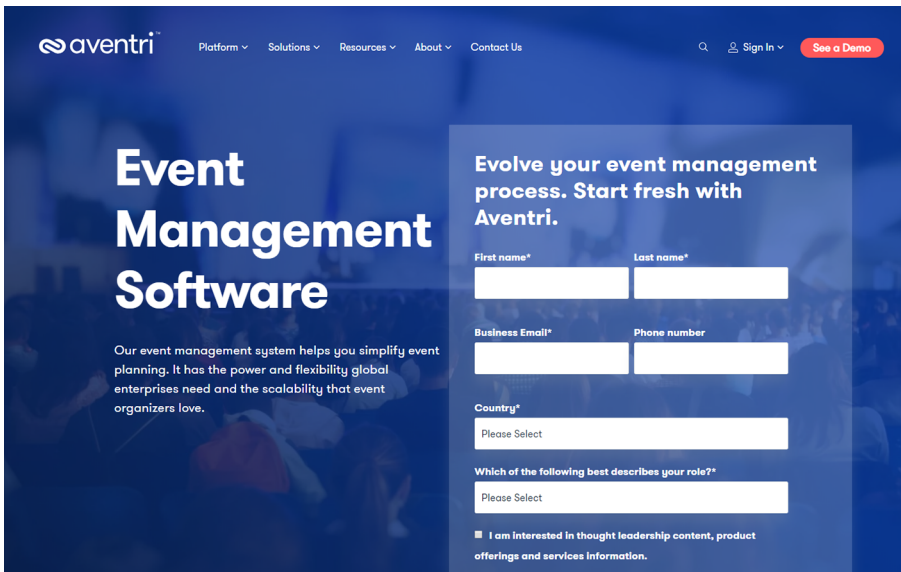 aventri™
Platform
Solutions
Resources
About
Contact Us
Sign In
See a Demo
Event
Management
Software
Our event management system helps you simplify event
planning. It has the power and flexibility global
enterprises need and the scalability that event
organizers love.
Evolve your event management
process. Start fresh with
Aventri.
First name*
Last name*
Business Email*
Phone number
Country*
Please Select
Which of the following best describes your role?*
Please Select
I am interested in thought leadership content, product
offerings and services information.